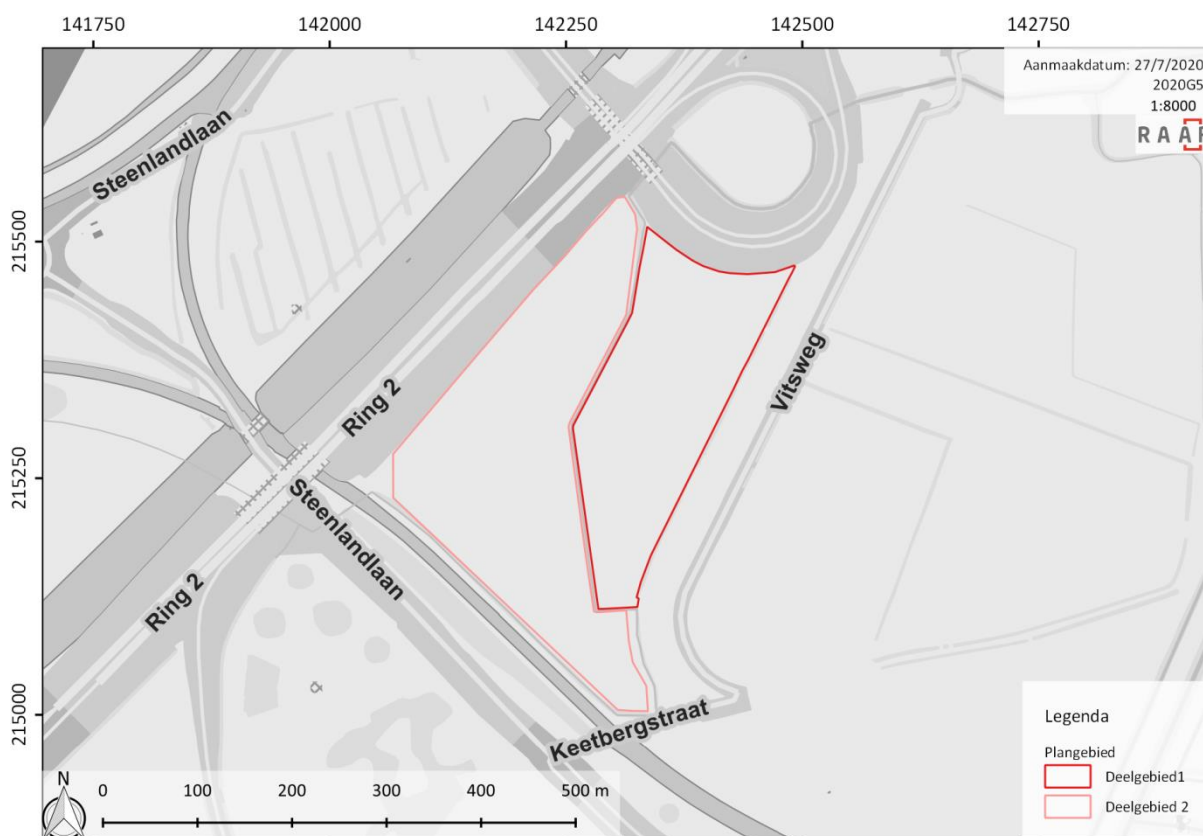 141750 142000 142250 142500 142750
Aanmaakdatum: 27/7/2020
2020G5
1:8000
RAAP
Steenlandlaan
215500
Vitsweg
Ring 2
215250
Steenlandlaan
Ring 2
215000
Keetbergstraat
Legenda
Plangebied
Deelgebied1
Deelgebied 2
N
0 100 200 300 400 500 m